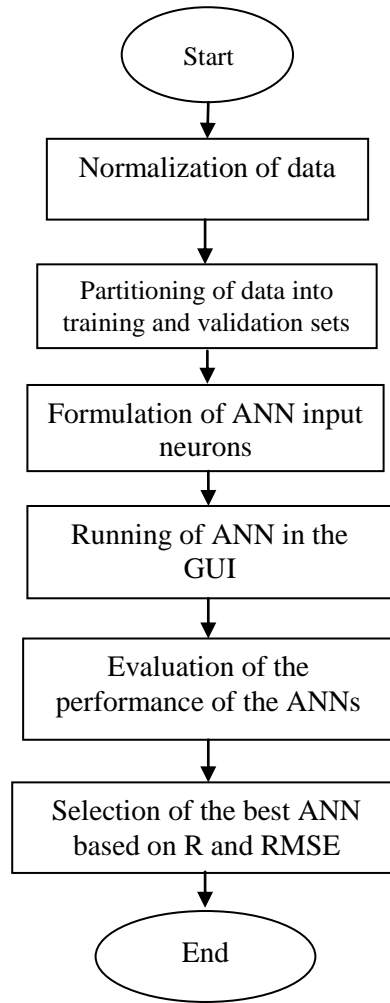 Start
Normalization of data
Partitioning of data into
training and validation sets
Formulation of ANN input
neurons
Running of ANN in the
GUI
Evaluation of the
performance of the ANNs
Selection of the best ANN
based on R and RMSE
End